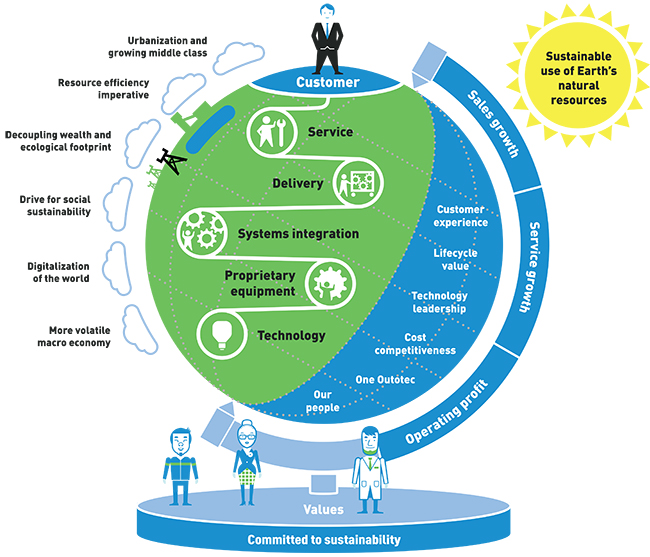 Urbanization and
growing middle class
Resource efficiency
imperative
Decoupling wealth and
ecological footprint
Drive for social
sustainability
Digitalization
of the world
More volatile
macro economy
Customer
Service
Delivery
Systems integration
Proprietary
equipment
Technology
Customer
experience
Lifecycle
value
Technology
leadership
Cost
competitiveness
One Outotec
Our
people
Sales growth
Service growth
Operating profit
Sustainable
use of Earth's
natural
resources
Values
Committed to sustainability